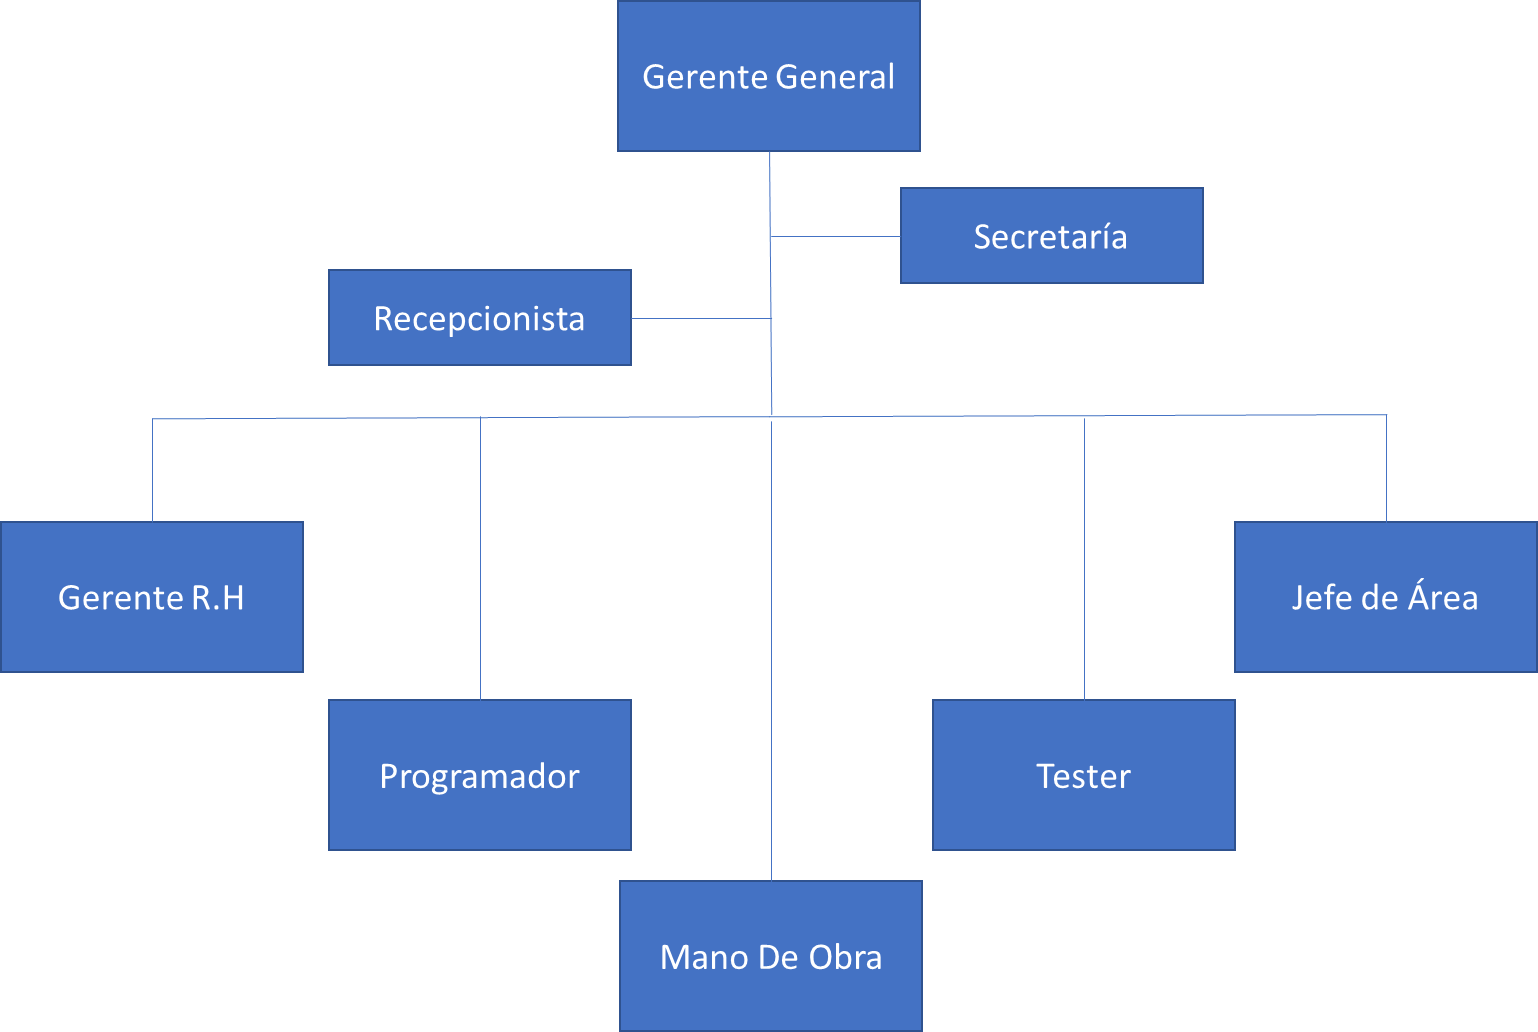 Gerente General
Secretaría
Recepcionista
Gerente R.H
Jefe de Área
Programador
Tester
Mano De Obra